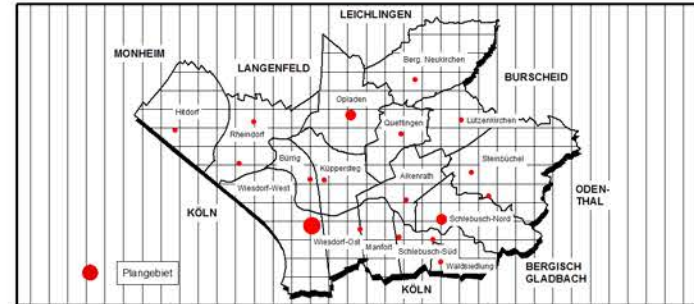 LEICHLINGEN
MONHEIM
LANGENFELD
Berg. Neukirchen
BURSCHEID
Hitdorf
Rheindorf
Opladen
Quettingen
Lützenkirchen
Bürrig
Küppersteg
Steinbüchel
Alkenrath
Wiesdorf-West
ODEN-
THAL
KÖLN
Schlebusch-Nord
Wiesdorf-Ost
Manfort
Schlebusch-Süd
Waldsiedlung
BERGISCH
GLADBACH
Plangebiet
KÖLN